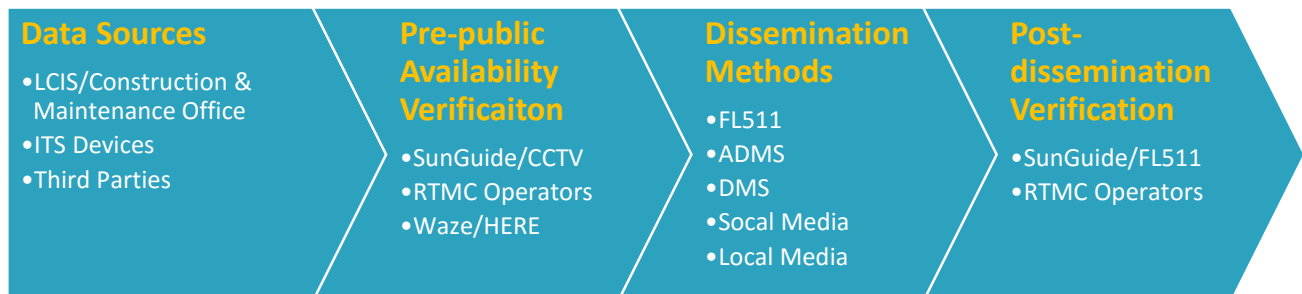 Data Sources
•LCIS/Construction &
Maintenance Office
•ITS Devices
•Third Parties
Pre-public
Availability
Verificaiton
•SunGuide/CCTV
•RTMC Operators
•Waze/HERE
Dissemination
Methods
•FL511
•ADMS
•DMS
•Socal Media
•Local Media
Post-
dissemination
Verification
•SunGuide/FL511
•RTMC Operators